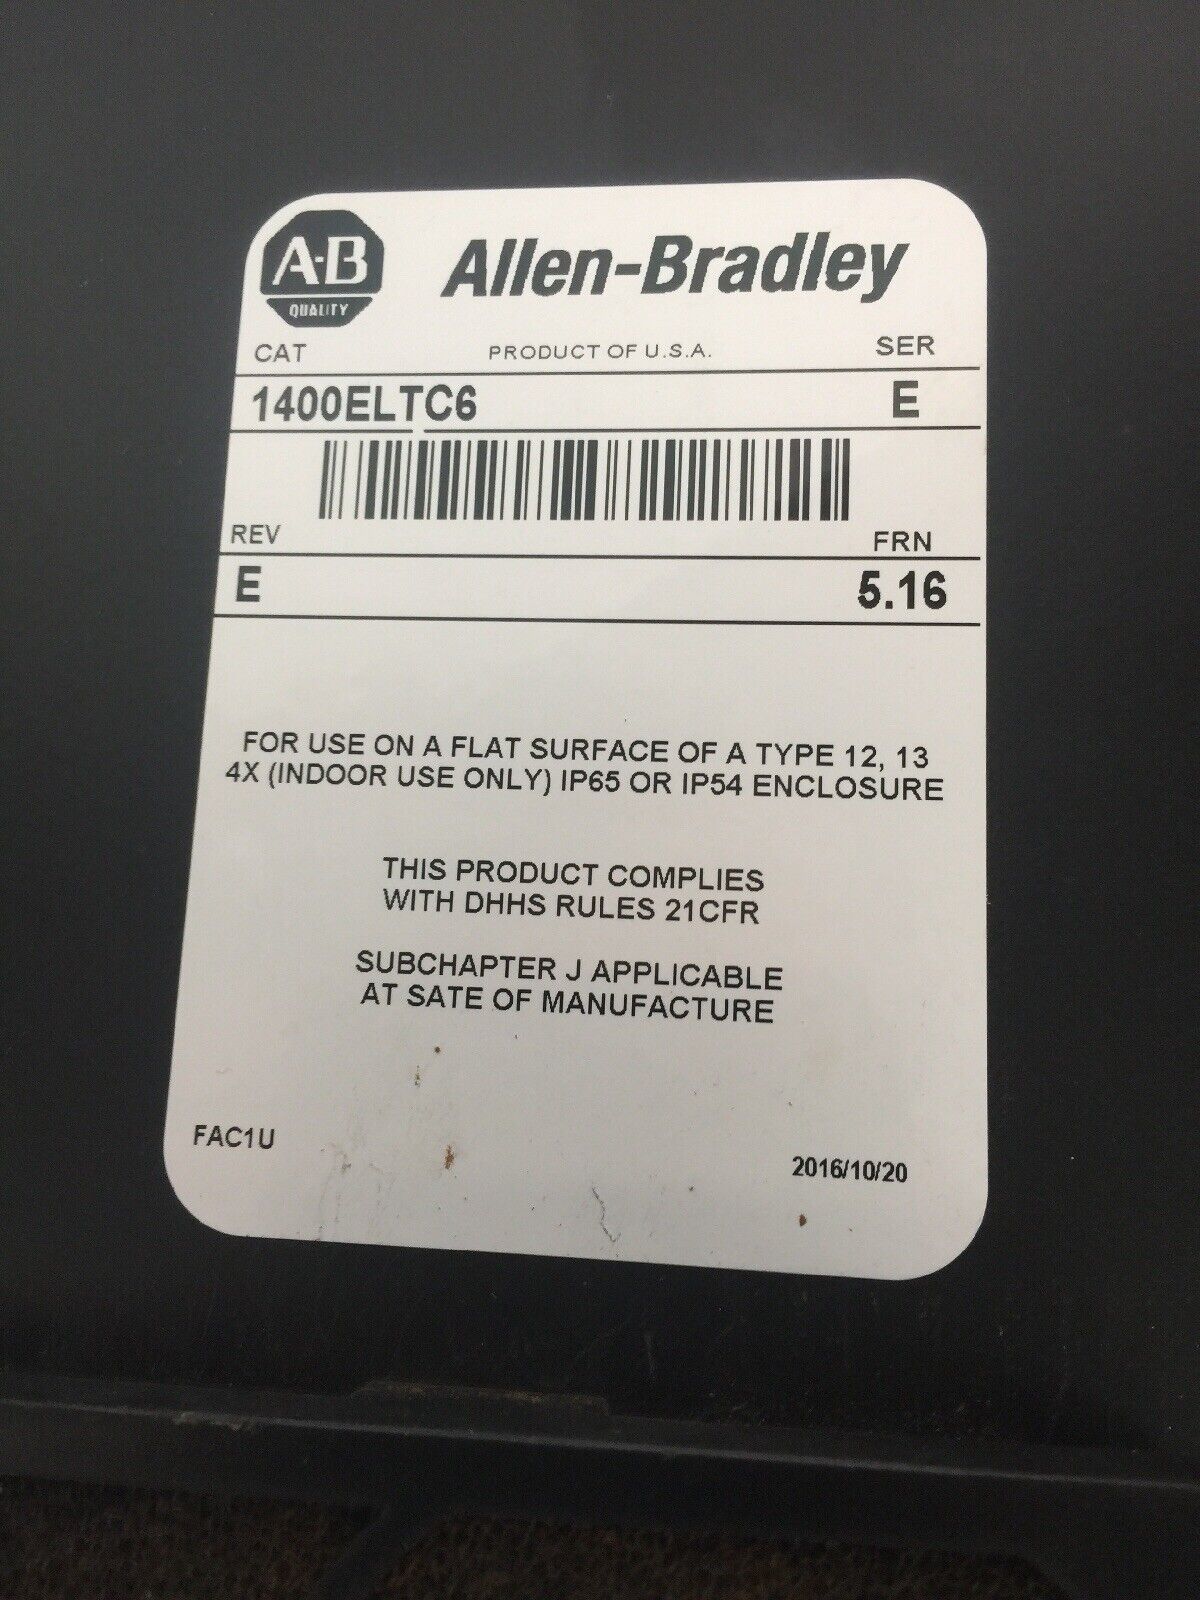 A-B
QUALITY
Allen-Bradley
CAT PRODUCT OF U.S.A. SER
1400ELTC6 E
REV FRN
E 5.16
FOR USE ON A FLAT SURFACE OF A TYPE 12, 13
4X (INDOOR USE ONLY) IP65 OR IP54 ENCLOSURE
THIS PRODUCT COMPLIES
WITH DHHS RULES 21CFR
SUBCHAPTER J APPLICABLE
AT SATE OF MANUFACTURE
FAC1U 2016/10/20